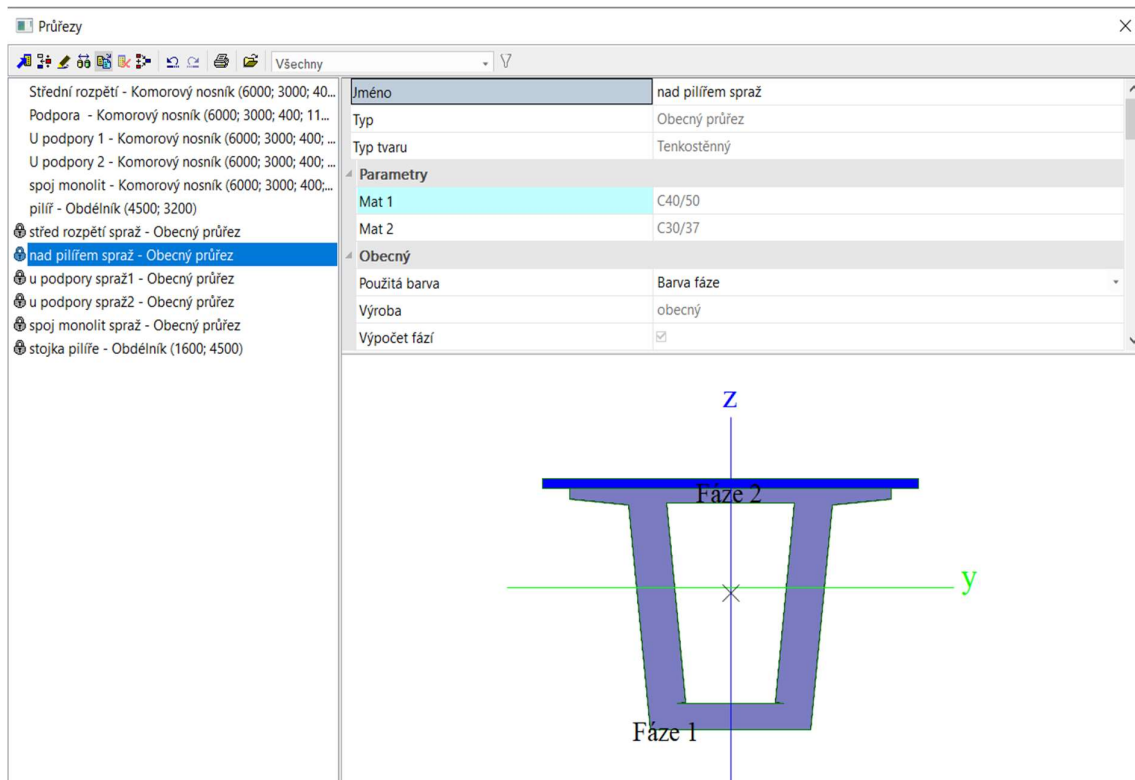 Průřezy
Všechny
Střední rozpětí - Komorový nosník (6000; 3000; 40...
Podpora - Komorový nosník (6000; 3000; 400; 11...
U podpory 1 - Komorový nosník (6000; 3000; 400; ...
U podpory 2 - Komorový nosník (6000; 3000; 400; ...
spoj monolit - Komorový nosník (6000; 3000; 400;...
pilíř - Obdélník (4500; 3200)
střed rozpětí spraž - Obecný průřez
nad pilířem spraž - Obecný průřez
u podpory spraž1 - Obecný průřez
u podpory spraž2 - Obecný průřez
spoj monolit spraž - Obecný průřez
stojka pilíře - Obdélník (1600; 4500)
Jméno nad pilířem spraž
Typ Obecný průřez
Typ tvaru Tenkostěnný
Parametry
Mat 1 C40/50
Mat 2 C30/37
Obecný
Použitá barva Barva fáze
Výroba obecný
Výpočet fází
z
Fáze 2
y
Fáze 1